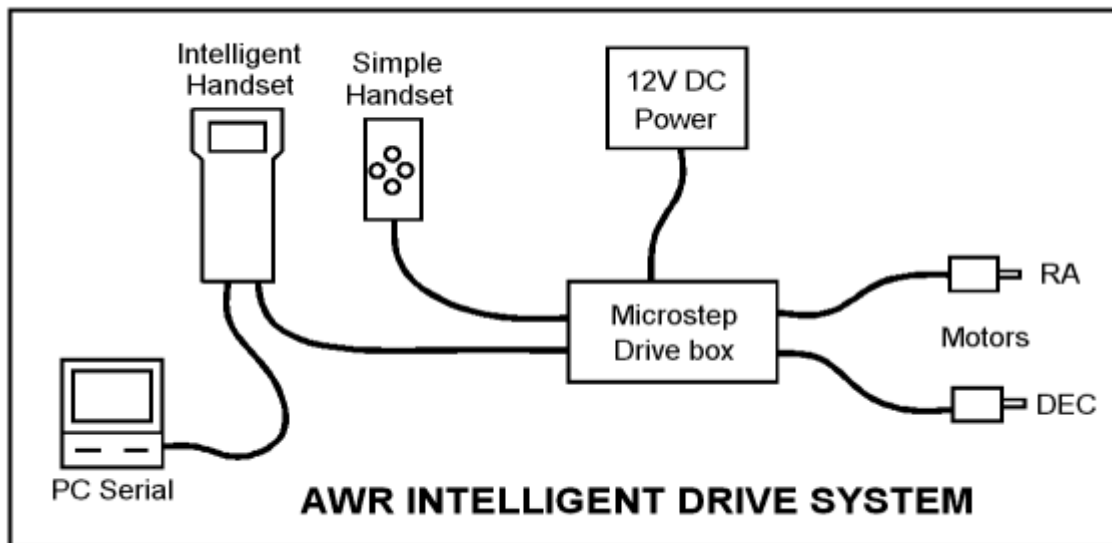 Intelligent
Handset
Simple
Handset
12V DC
Power
Microstep
Drive box
RA
Motors
DEC
PC Serial
AWR INTELLIGENT DRIVE SYSTEM